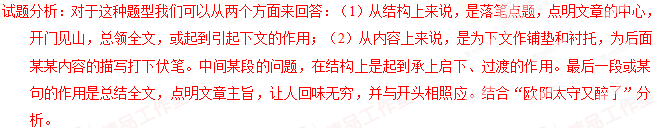 试题分析：对于这种题型我们可以从两个方面来回答：（1）从结构上来说，是落笔点题，点明文章的中心，
开门见山，总领全文，或起到引起下文的作用；（2）从内容上来说，是为下文作铺垫和衬托，为后面
某某内容的描写打下伏笔。中间某段的问题，在结构上是起到承上启下、过渡的作用。最后一段或某
句的作用是总结全文，点明文章主旨，让人回味无穷，并与开头相照应。结合“欧阳太守又醉了”分
析。